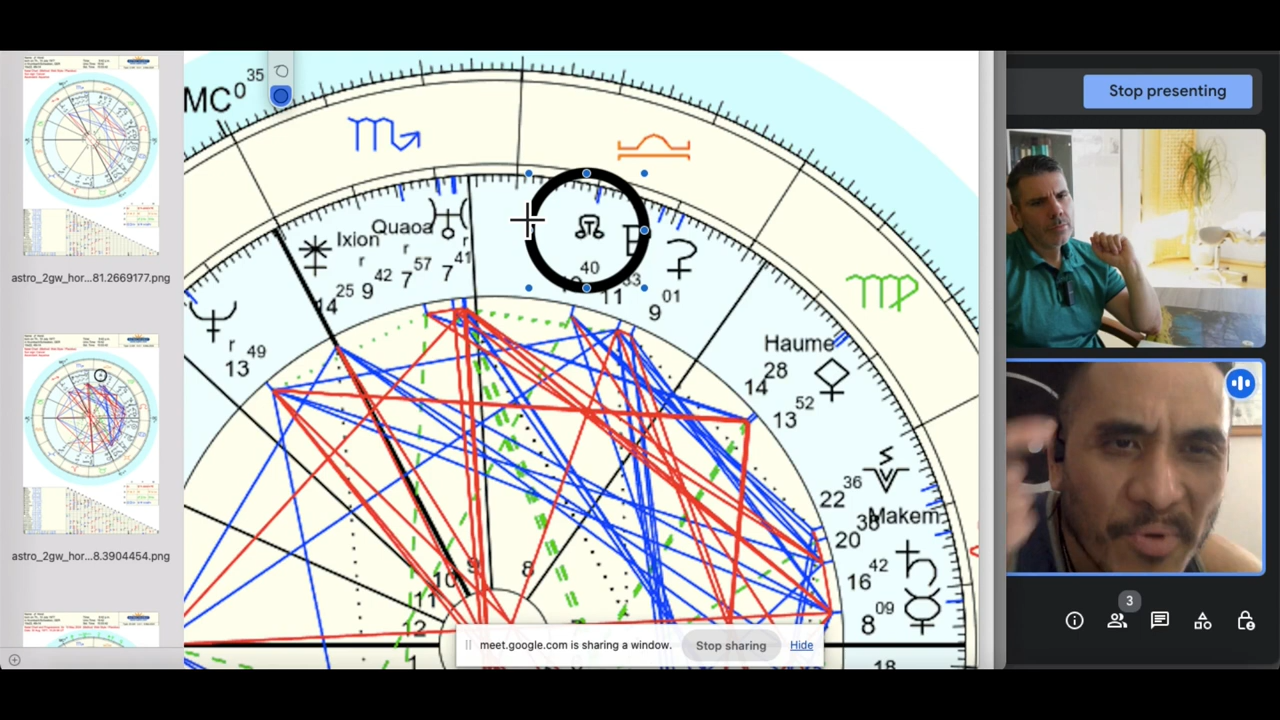 astro_2gw_hor...81.2669177.png
astro_2gw_hor...8.3904454.png
MC 0 35
Ixion
r
9 42
Quaoa
r
7 57
r
7 41
14 25
r
13 49
40
11 33
E
9 01
Haume
14 28
13 52
22 36
Makem
20 38
16 42
8 09
18
8
9
10
11
12
1
meet.google.com is sharing a window.
Stop sharing
Hide
Stop presenting
3